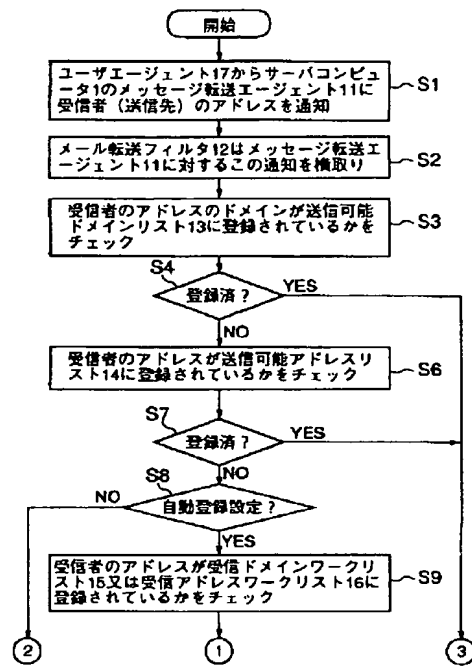 開始
ユーザエージェント17からサーバコンピュ
ータ1のメッセージ転送エージェント11に
受信者(送信先)のアドレスを通知
S1
メール転送フィルタ12はメッセージ転送エ
ージェント11に対するこの通知を横取り
S2
受信者のアドレスのドメインが送信可能
ドメインリスト13に登録されているかを
チェック
S3
S4
登録済?
YES
NO
受信者のアドレスが送信可能アドレスリ
スト14に登録されているかをチェック
S6
S7
登録済?
YES
NO
S8
NO
自動登録設定?
YES
受信者のアドレスが受信ドメインワークリ
スト15又は受信アドレスワークリスト16に
登録されているかをチェック
S9
2
1
3